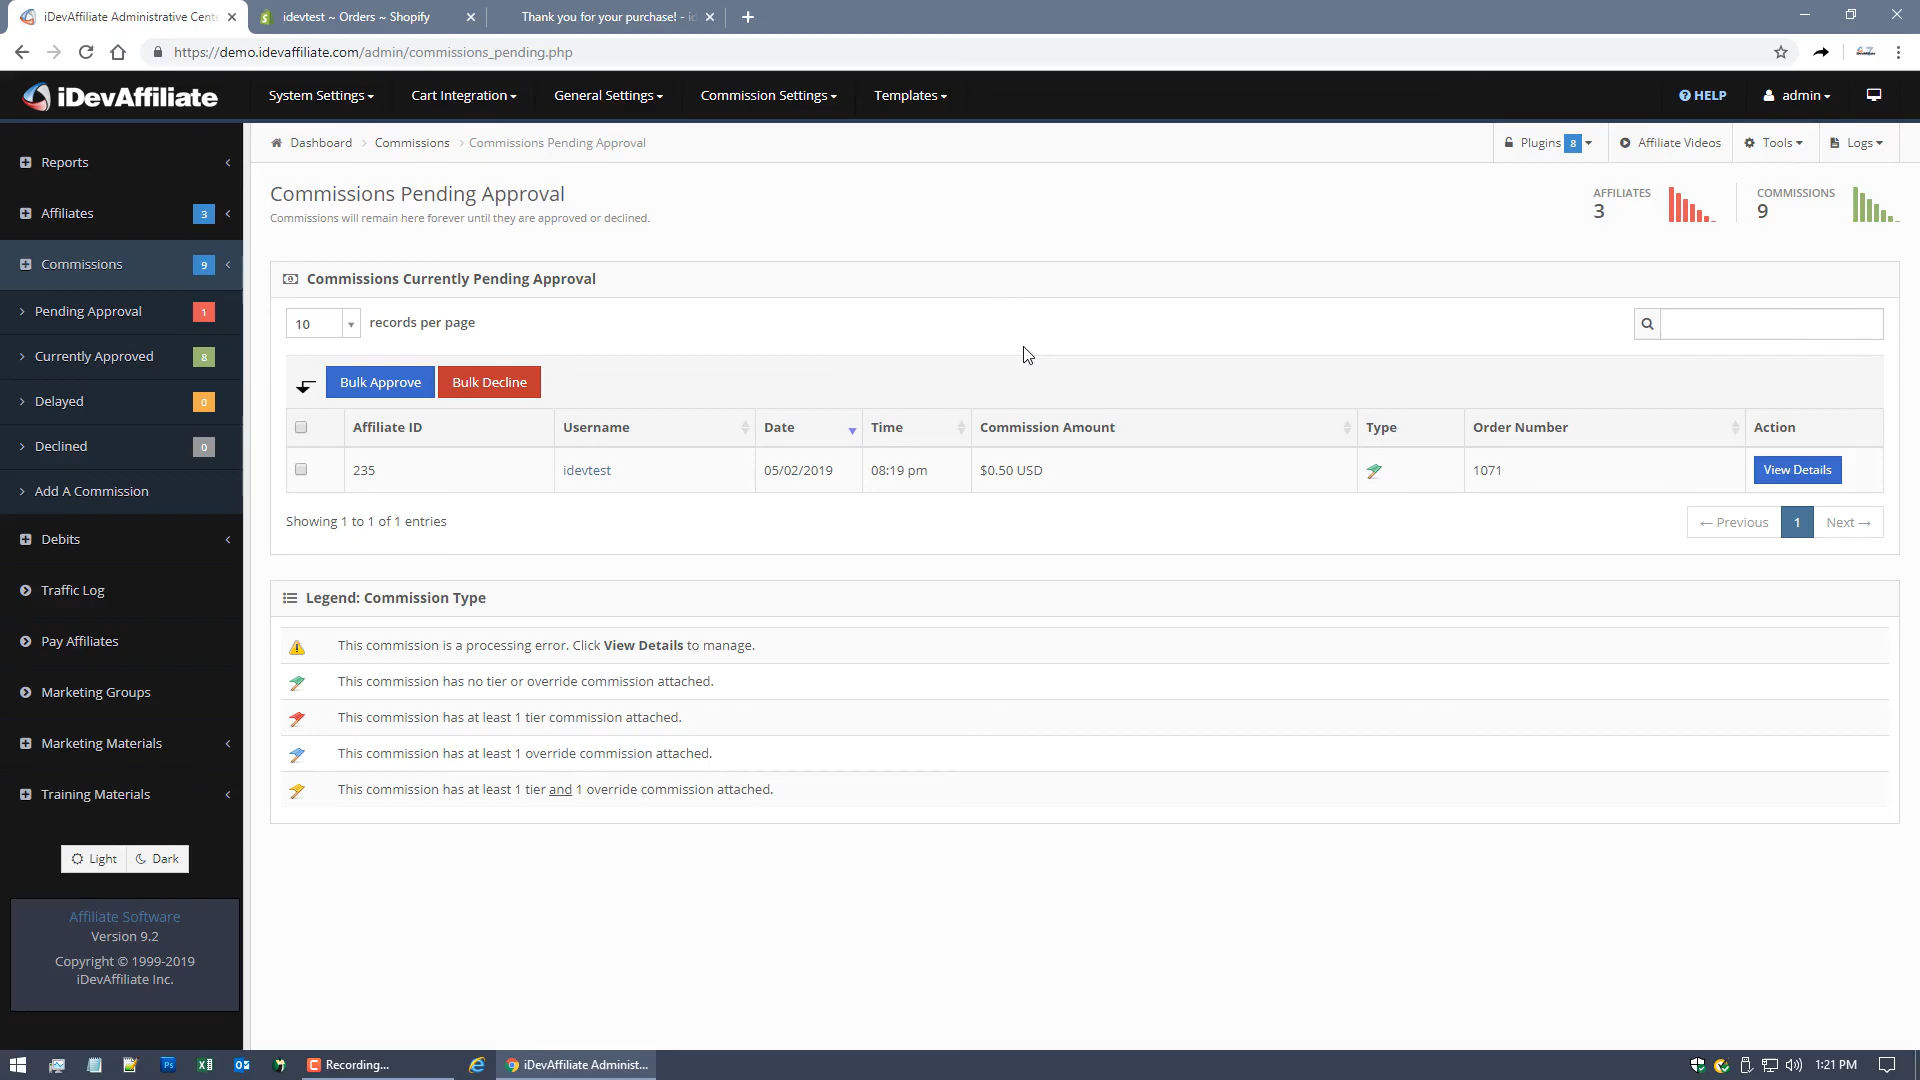 iDevAffiliate Administrative Cente
idevtest ~ Orders ~ Shopify
Thank you for your purchase! - id
https://demo.idevaffiliate.com/admin/commissions_pending.php
iDevAffiliate
System Settings
Cart Integration
General Settings
Commission Settings
Templates
HELP
admin
Reports
Affiliates 3
Commissions 9
Pending Approval 1
Currently Approved 8
Delayed 0
Declined 0
Add A Commission
Debits
Traffic Log
Pay Affiliates
Marketing Groups
Marketing Materials
Training Materials
Light Dark
Affiliate Software
Version 9.2
Copyright © 1999-2019
iDevAffiliate Inc.
Dashboard > Commissions > Commissions Pending Approval
Plugins 8
Affiliate Videos
Tools
Logs
Commissions Pending Approval
Commissions will remain here forever until they are approved or declined.
AFFILIATES
3
COMMISSIONS
9
Commissions Currently Pending Approval
10 records per page
Bulk Approve Bulk Decline
Affiliate ID Username Date Time Commission Amount Type Order Number Action
235 idevtest 05/02/2019 08:19 pm $0.50 USD 1071 View Details
Showing 1 to 1 of 1 entries
← Previous 1 Next →
Legend: Commission Type
This commission is a processing error. Click View Details to manage.
This commission has no tier or override commission attached.
This commission has at least 1 tier commission attached.
This commission has at least 1 override commission attached.
This commission has at least 1 tier and 1 override commission attached.
Recording...
iDevAffiliate Administ...
1:21 PM